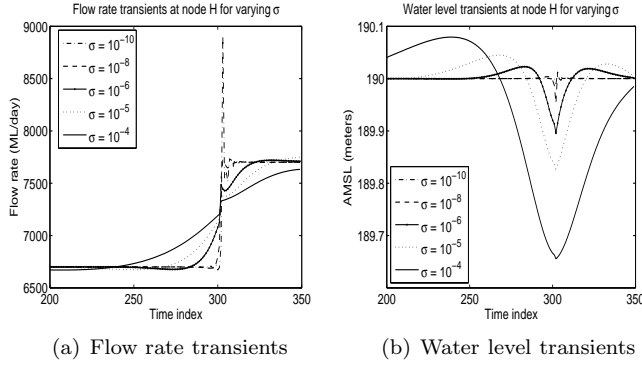 Flow rate transients at node H for varying σ
9000
8500
8000
7500
7000
6500
Flow rate (ML/day)
σ = 10⁻¹⁰
σ = 10⁻⁸
σ = 10⁻⁶
σ = 10⁻⁵
σ = 10⁻⁴
200 250 300 350
Time index
(a) Flow rate transients
Water level transients at node H for varying σ
190.1
190
189.9
189.8
189.7
AMSL (meters)
σ = 10⁻¹⁰
σ = 10⁻⁸
σ = 10⁻⁶
σ = 10⁻⁵
σ = 10⁻⁴
200 250 300 350
Time index
(b) Water level transients